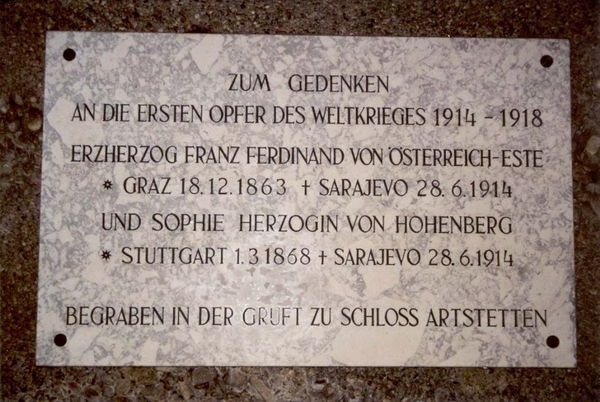 ZUM GEDENKEN
AN DIE ERSTEN OPFER DES WELTKRIEGES 1914 - 1918
ERZHERZOG FRANZ FERDINAND VON ÖSTERREICH-ESTE
* GRAZ 18.12.1863 † SARAJEVO 28.6.1914
UND SOPHIE HERZOGIN VON HOHENBERG
* STUTTGART 1.3 1868 † SARAJEVO 28.6.1914
BEGRABEN IN DER GRUFT ZU SCHLOSS ARTSTETTEN